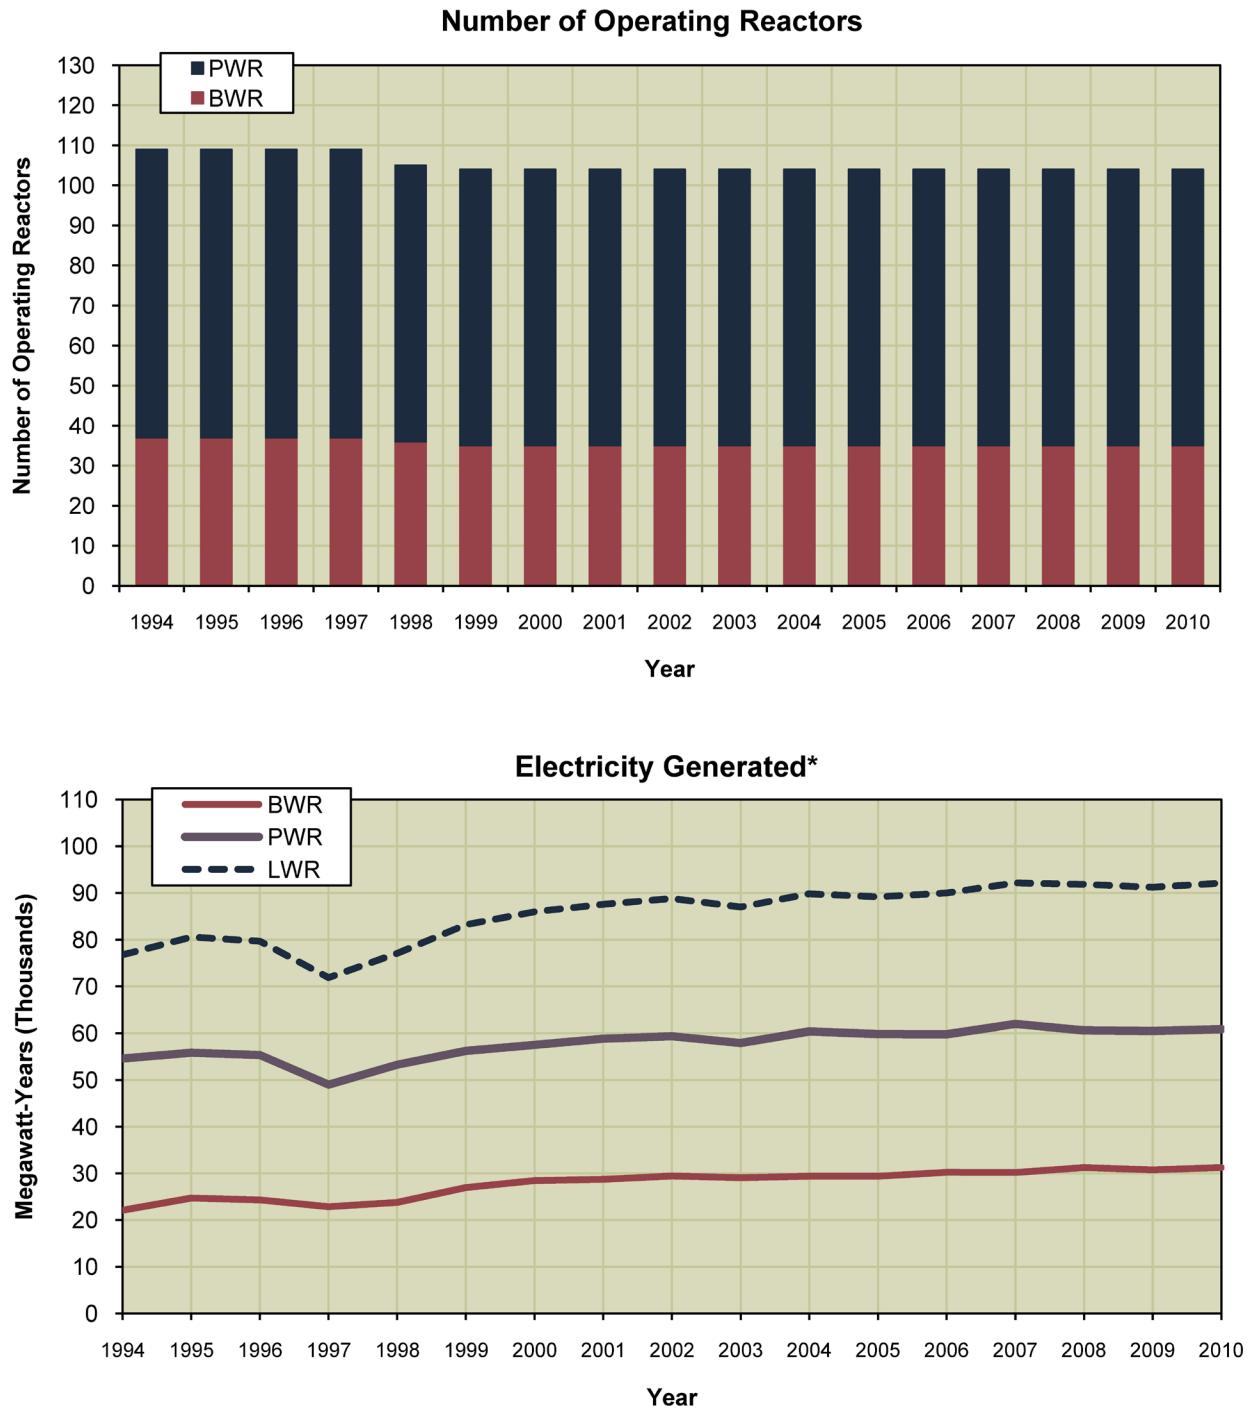 Number of Operating Reactors
PWR
BWR
Number of Operating Reactors
130
120
110
100
90
80
70
60
50
40
30
20
10
0
1994 1995 1996 1997 1998 1999 2000 2001 2002 2003 2004 2005 2006 2007 2008 2009 2010
Year
Electricity Generated*
BWR
PWR
LWR
Megawatt-Years (Thousands)
110
100
90
80
70
60
50
40
30
20
10
0
1994 1995 1996 1997 1998 1999 2000 2001 2002 2003 2004 2005 2006 2007 2008 2009 2010
Year